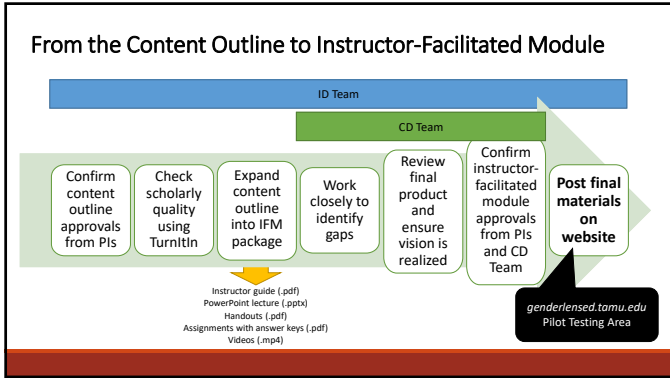 From the Content Outline to Instructor-Facilitated Module
ID Team
CD Team
Confirm
content
outline
approvals
from PIs
Check
scholarly
quality
using
TurnItIn
Expand
content
outline
into IFM
package
Work
closely to
identify
gaps
Review
final
product
and
ensure
vision is
realized
Confirm
instructor-
facilitated
module
approvals
from PIs
and CD
Team
Post final
materials
on
website
Instructor guide (.pdf)
PowerPoint lecture (.pptx)
Handouts (.pdf)
Assignments with answer keys (.pdf)
Videos (.mp4)
genderlensed.tamu.edu
Pilot Testing Area